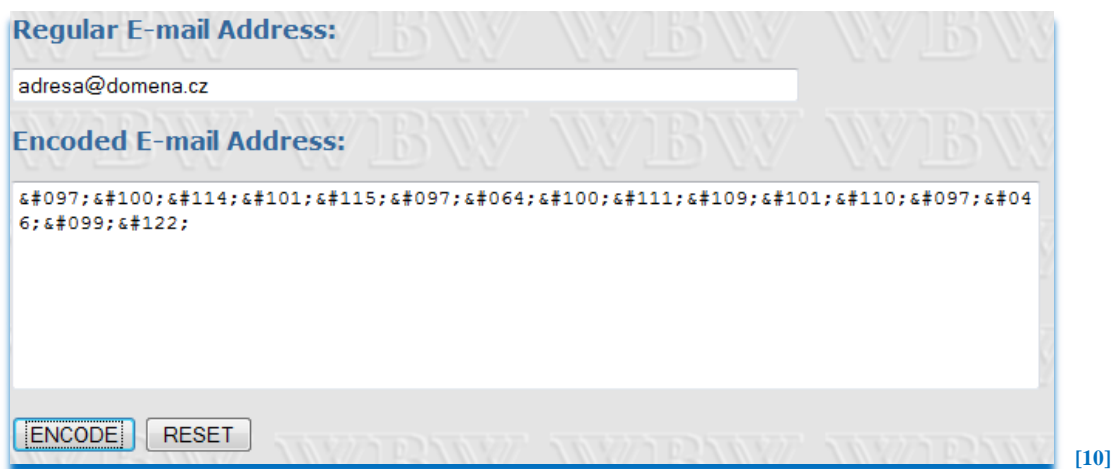 Regular E-mail Address:
adresa@domena.cz
Encoded E-mail Address:
&#097;&#100;&#114;&#101;&#115;&#097;&#064;&#100;&#111;&#109;&#101;&#110;&#097;&#04
6;&#099;&#122;
ENCODE RESET
[10]